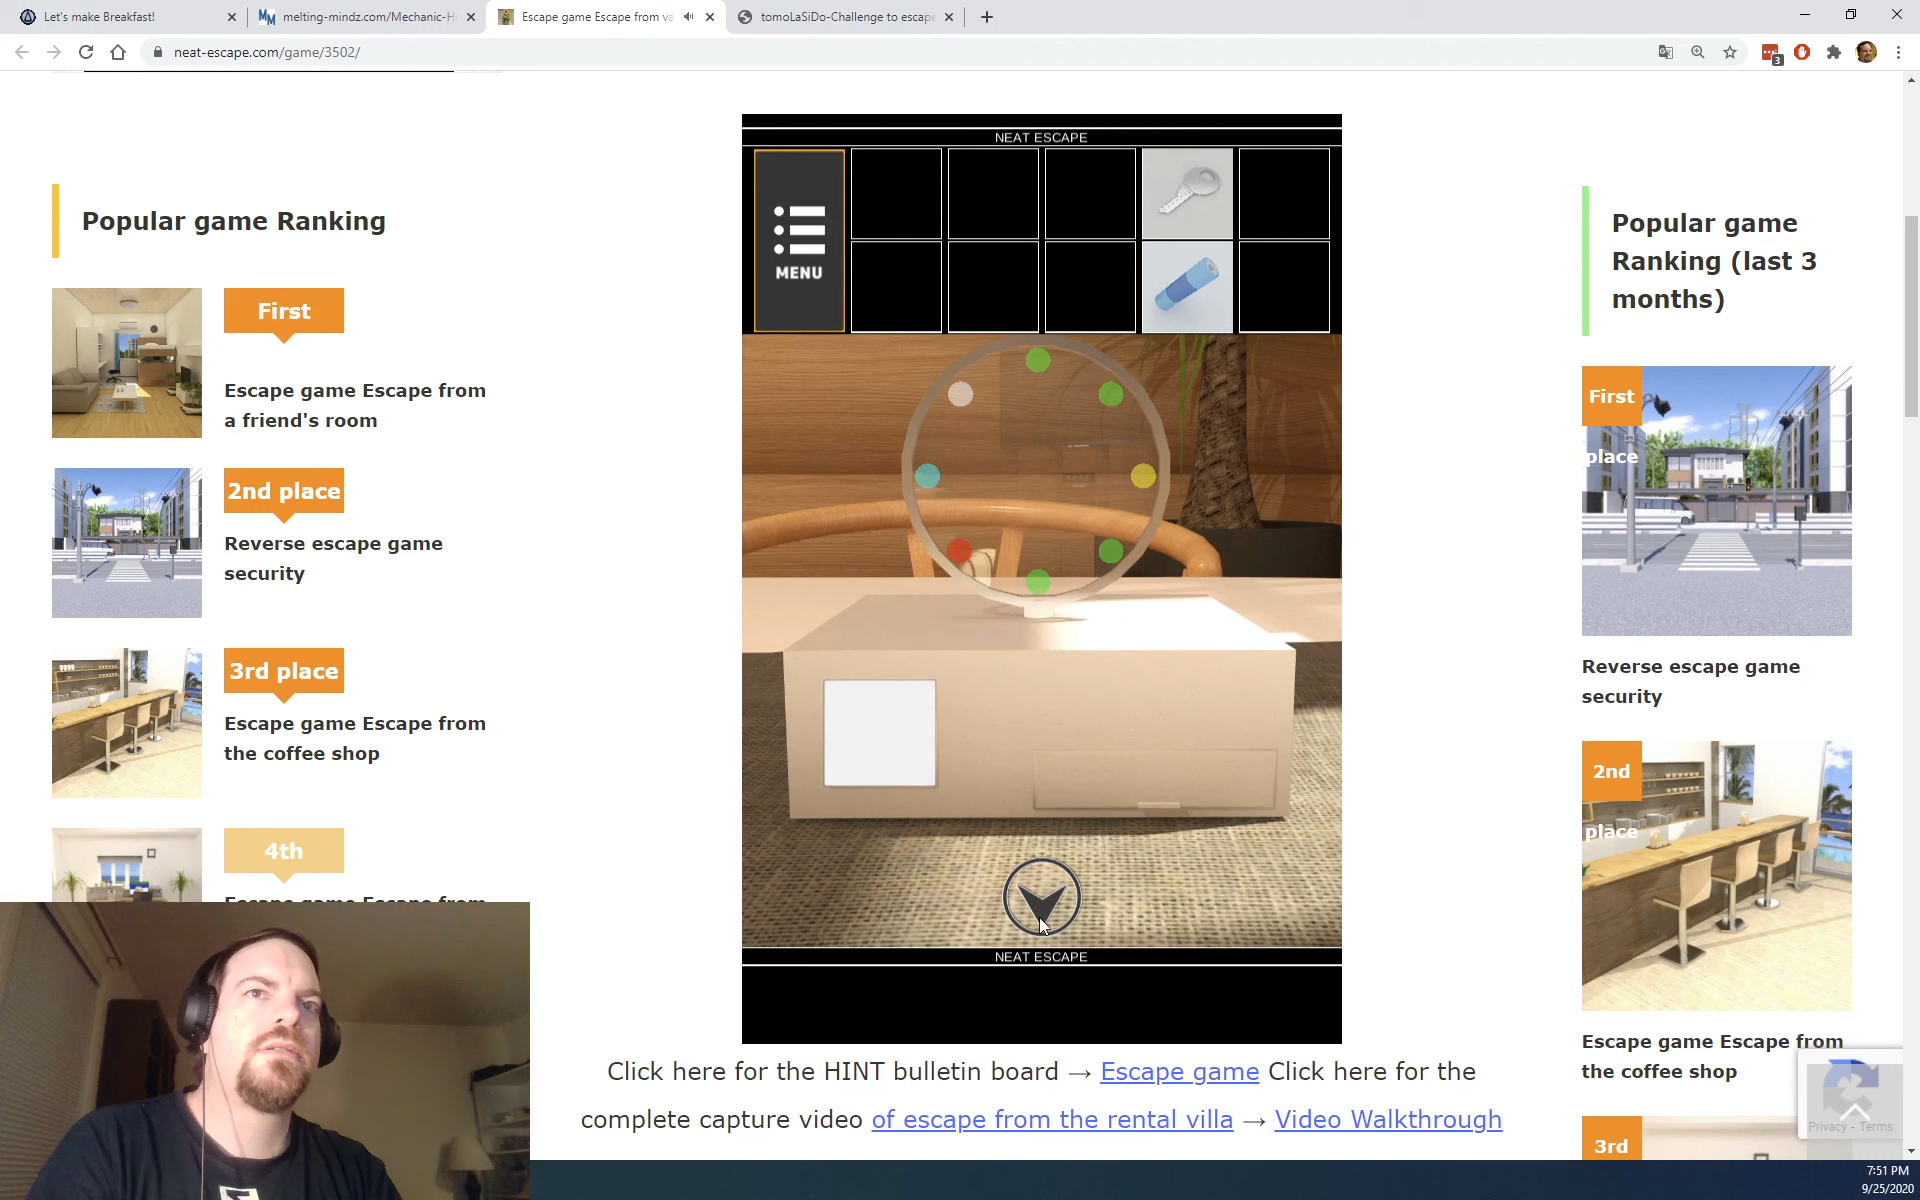 Let's make Breakfast!
melting-mindz.com/Mechanic-H
Escape game Escape from va
tomoLaSiDo-Challenge to escape
neat-escape.com/game/3502/
3
NEAT ESCAPE
MENU
Popular game Ranking
First
Escape game Escape from
a friend's room
2nd place
Reverse escape game
security
3rd place
Escape game Escape from
the coffee shop
4th
Escape game Escape from
NEAT ESCAPE
Click here for the HINT bulletin board → Escape game Click here for the
complete capture video of escape from the rental villa → Video Walkthrough
Popular game
Ranking (last 3
months)
First
place
Reverse escape game
security
2nd
place
Escape game Escape from
the coffee shop
3rd
Privacy - Terms
7:51 PM
9/25/2020